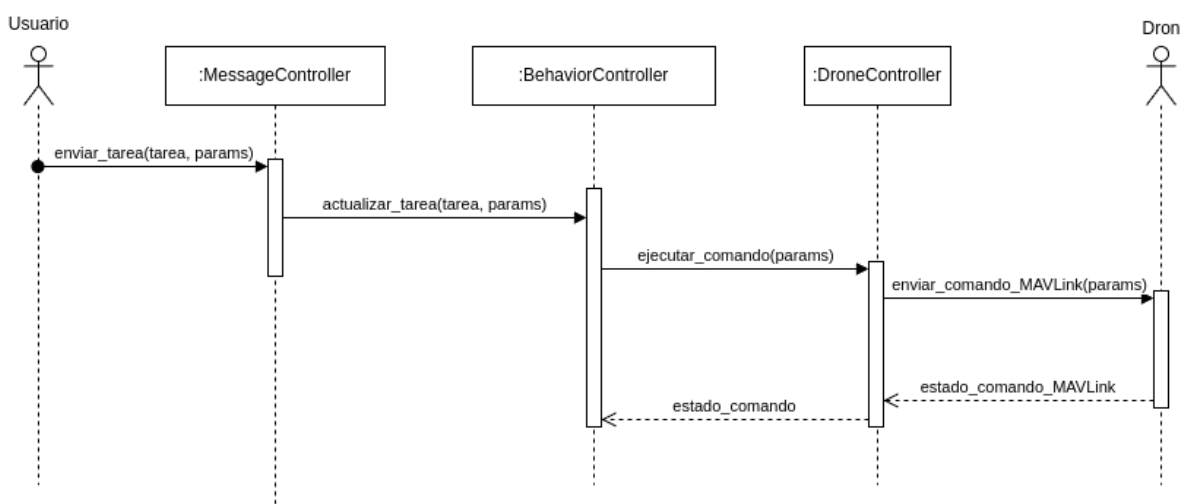 Usuario
Dron
:MessageController
:BehaviorController
:DroneController
enviar_tarea(tarea, params)
actualizar_tarea(tarea, params)
ejecutar_comando(params)
enviar_comando_MAVLink(params)
estado_comando_MAVLink
estado_comando